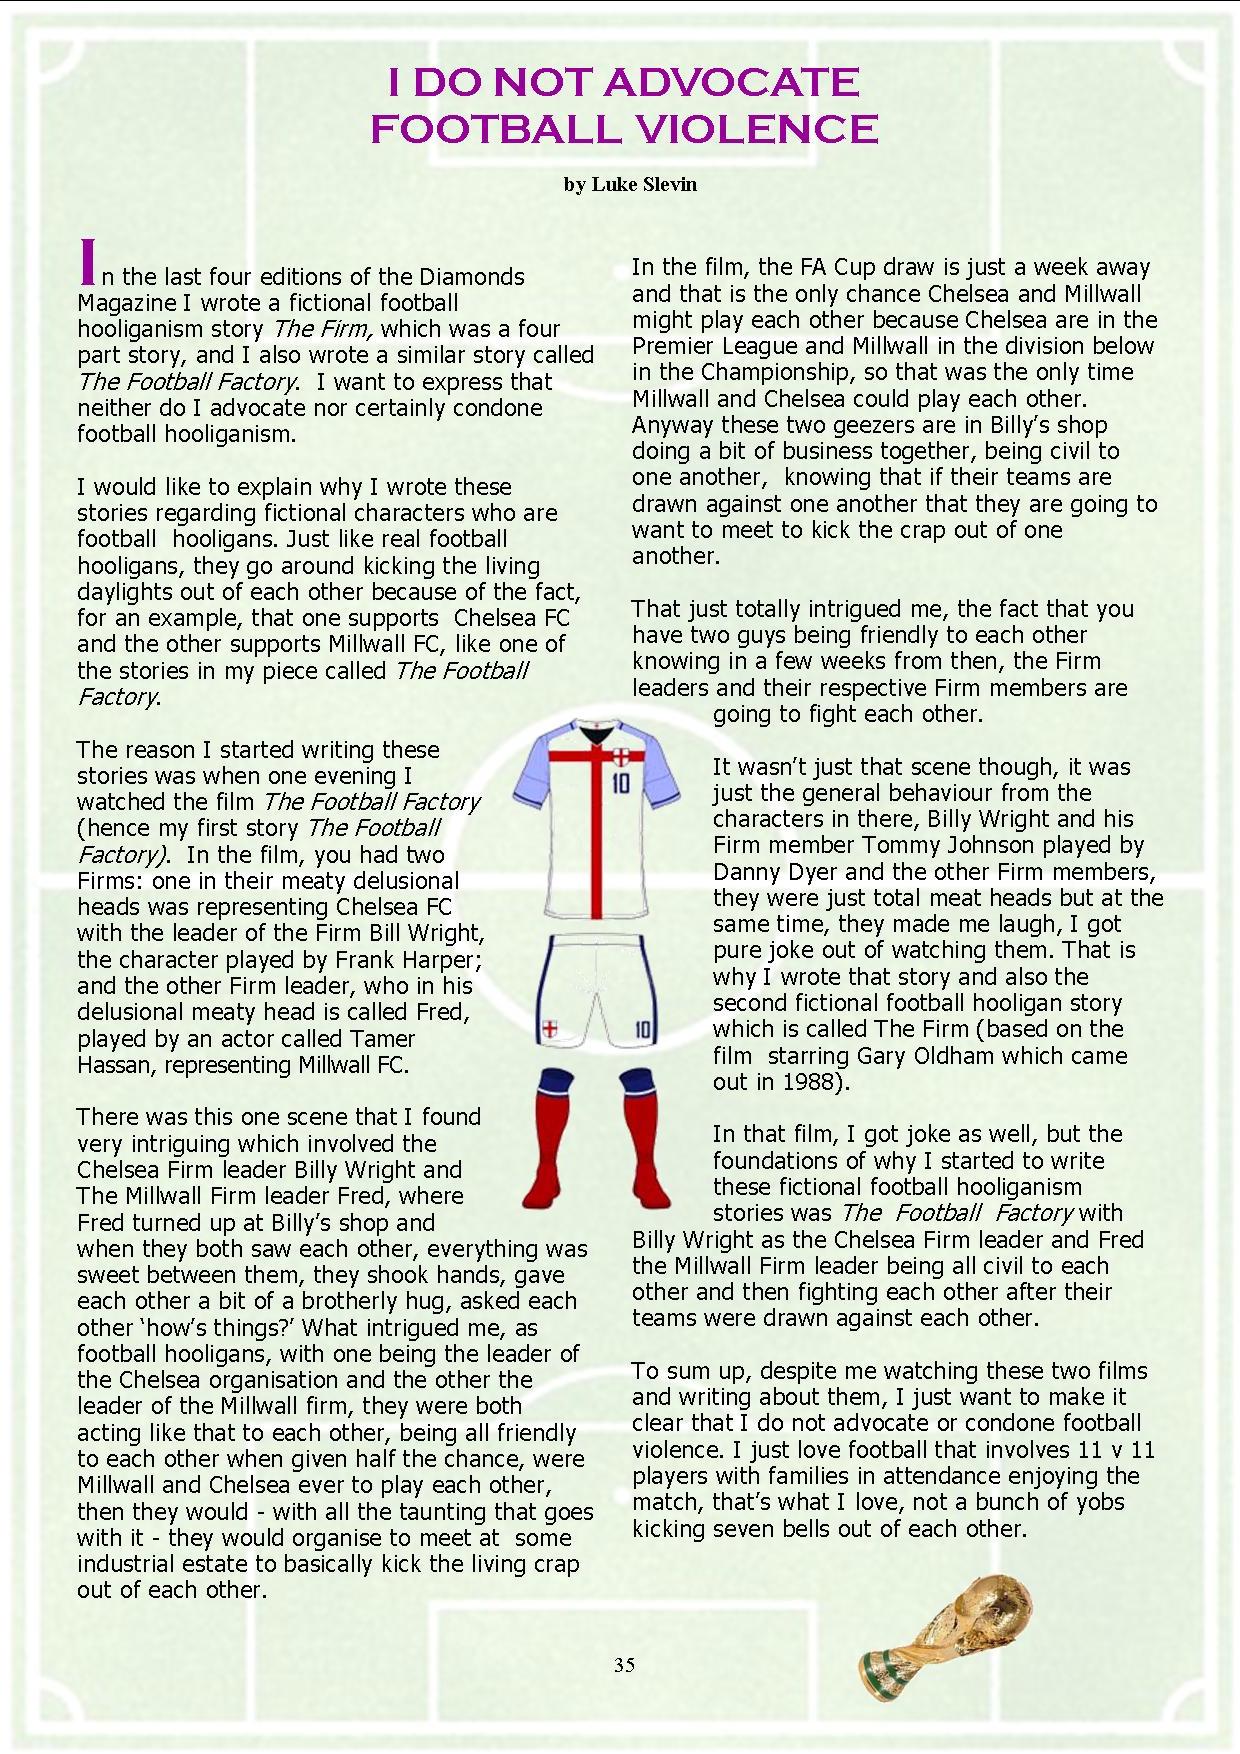 I DO NOT ADVOCATE
FOOTBALL VIOLENCE
by Luke Slevin
In the last four editions of the Diamonds
Magazine I wrote a fictional football
hooliganism story The Firm, which was a four
part story, and I also wrote a similar story called
The Football Factory.  I want to express that
neither do I advocate nor certainly condone
football hooliganism.
I would like to explain why I wrote these
stories regarding fictional characters who are
football  hooligans. Just like real football
hooligans, they go around kicking the living
daylights out of each other because of the fact,
for an example, that one supports  Chelsea FC
and the other supports Millwall FC, like one of
the stories in my piece called The Football
Factory.
The reason I started writing these
stories was when one evening I
watched the film The Football Factory
(hence my first story The Football
Factory).  In the film, you had two
Firms: one in their meaty delusional
heads was representing Chelsea FC
with the leader of the Firm Bill Wright,
the character played by Frank Harper;
and the other Firm leader, who in his
delusional meaty head is called Fred,
played by an actor called Tamer
Hassan, representing Millwall FC.
There was this one scene that I found
very intriguing which involved the
Chelsea Firm leader Billy Wright and
The Millwall Firm leader Fred, where
Fred turned up at Billy’s shop and
when they both saw each other, everything was
sweet between them, they shook hands, gave
each other a bit of a brotherly hug, asked each
other ‘how’s things?’ What intrigued me, as
football hooligans, with one being the leader of
the Chelsea organisation and the other the
leader of the Millwall firm, they were both
acting like that to each other, being all friendly
to each other when given half the chance, were
Millwall and Chelsea ever to play each other,
then they would - with all the taunting that goes
with it - they would organise to meet at  some
industrial estate to basically kick the living crap
out of each other.
In the film, the FA Cup draw is just a week away
and that is the only chance Chelsea and Millwall
might play each other because Chelsea are in the
Premier League and Millwall in the division below
in the Championship, so that was the only time
Millwall and Chelsea could play each other.
Anyway these two geezers are in Billy’s shop
doing a bit of business together, being civil to
one another,  knowing that if their teams are
drawn against one another that they are going to
want to meet to kick the crap out of one
another.
That just totally intrigued me, the fact that you
have two guys being friendly to each other
knowing in a few weeks from then, the Firm
leaders and their respective Firm members are
going to fight each other.
It wasn’t just that scene though, it was
just the general behaviour from the
characters in there, Billy Wright and his
Firm member Tommy Johnson played by
Danny Dyer and the other Firm members,
they were just total meat heads but at the
same time, they made me laugh, I got
pure joke out of watching them. That is
why I wrote that story and also the
second fictional football hooligan story
which is called The Firm (based on the
film  starring Gary Oldham which came
out in 1988).
In that film, I got joke as well, but the
foundations of why I started to write
these fictional football hooliganism
stories was The  Football  Factory with
Billy Wright as the Chelsea Firm leader and Fred
the Millwall Firm leader being all civil to each
other and then fighting each other after their
teams were drawn against each other.
To sum up, despite me watching these two films
and writing about them, I just want to make it
clear that I do not advocate or condone football
violence. I just love football that involves 11 v 11
players with families in attendance enjoying the
match, that’s what I love, not a bunch of yobs
kicking seven bells out of each other.
10
10
35